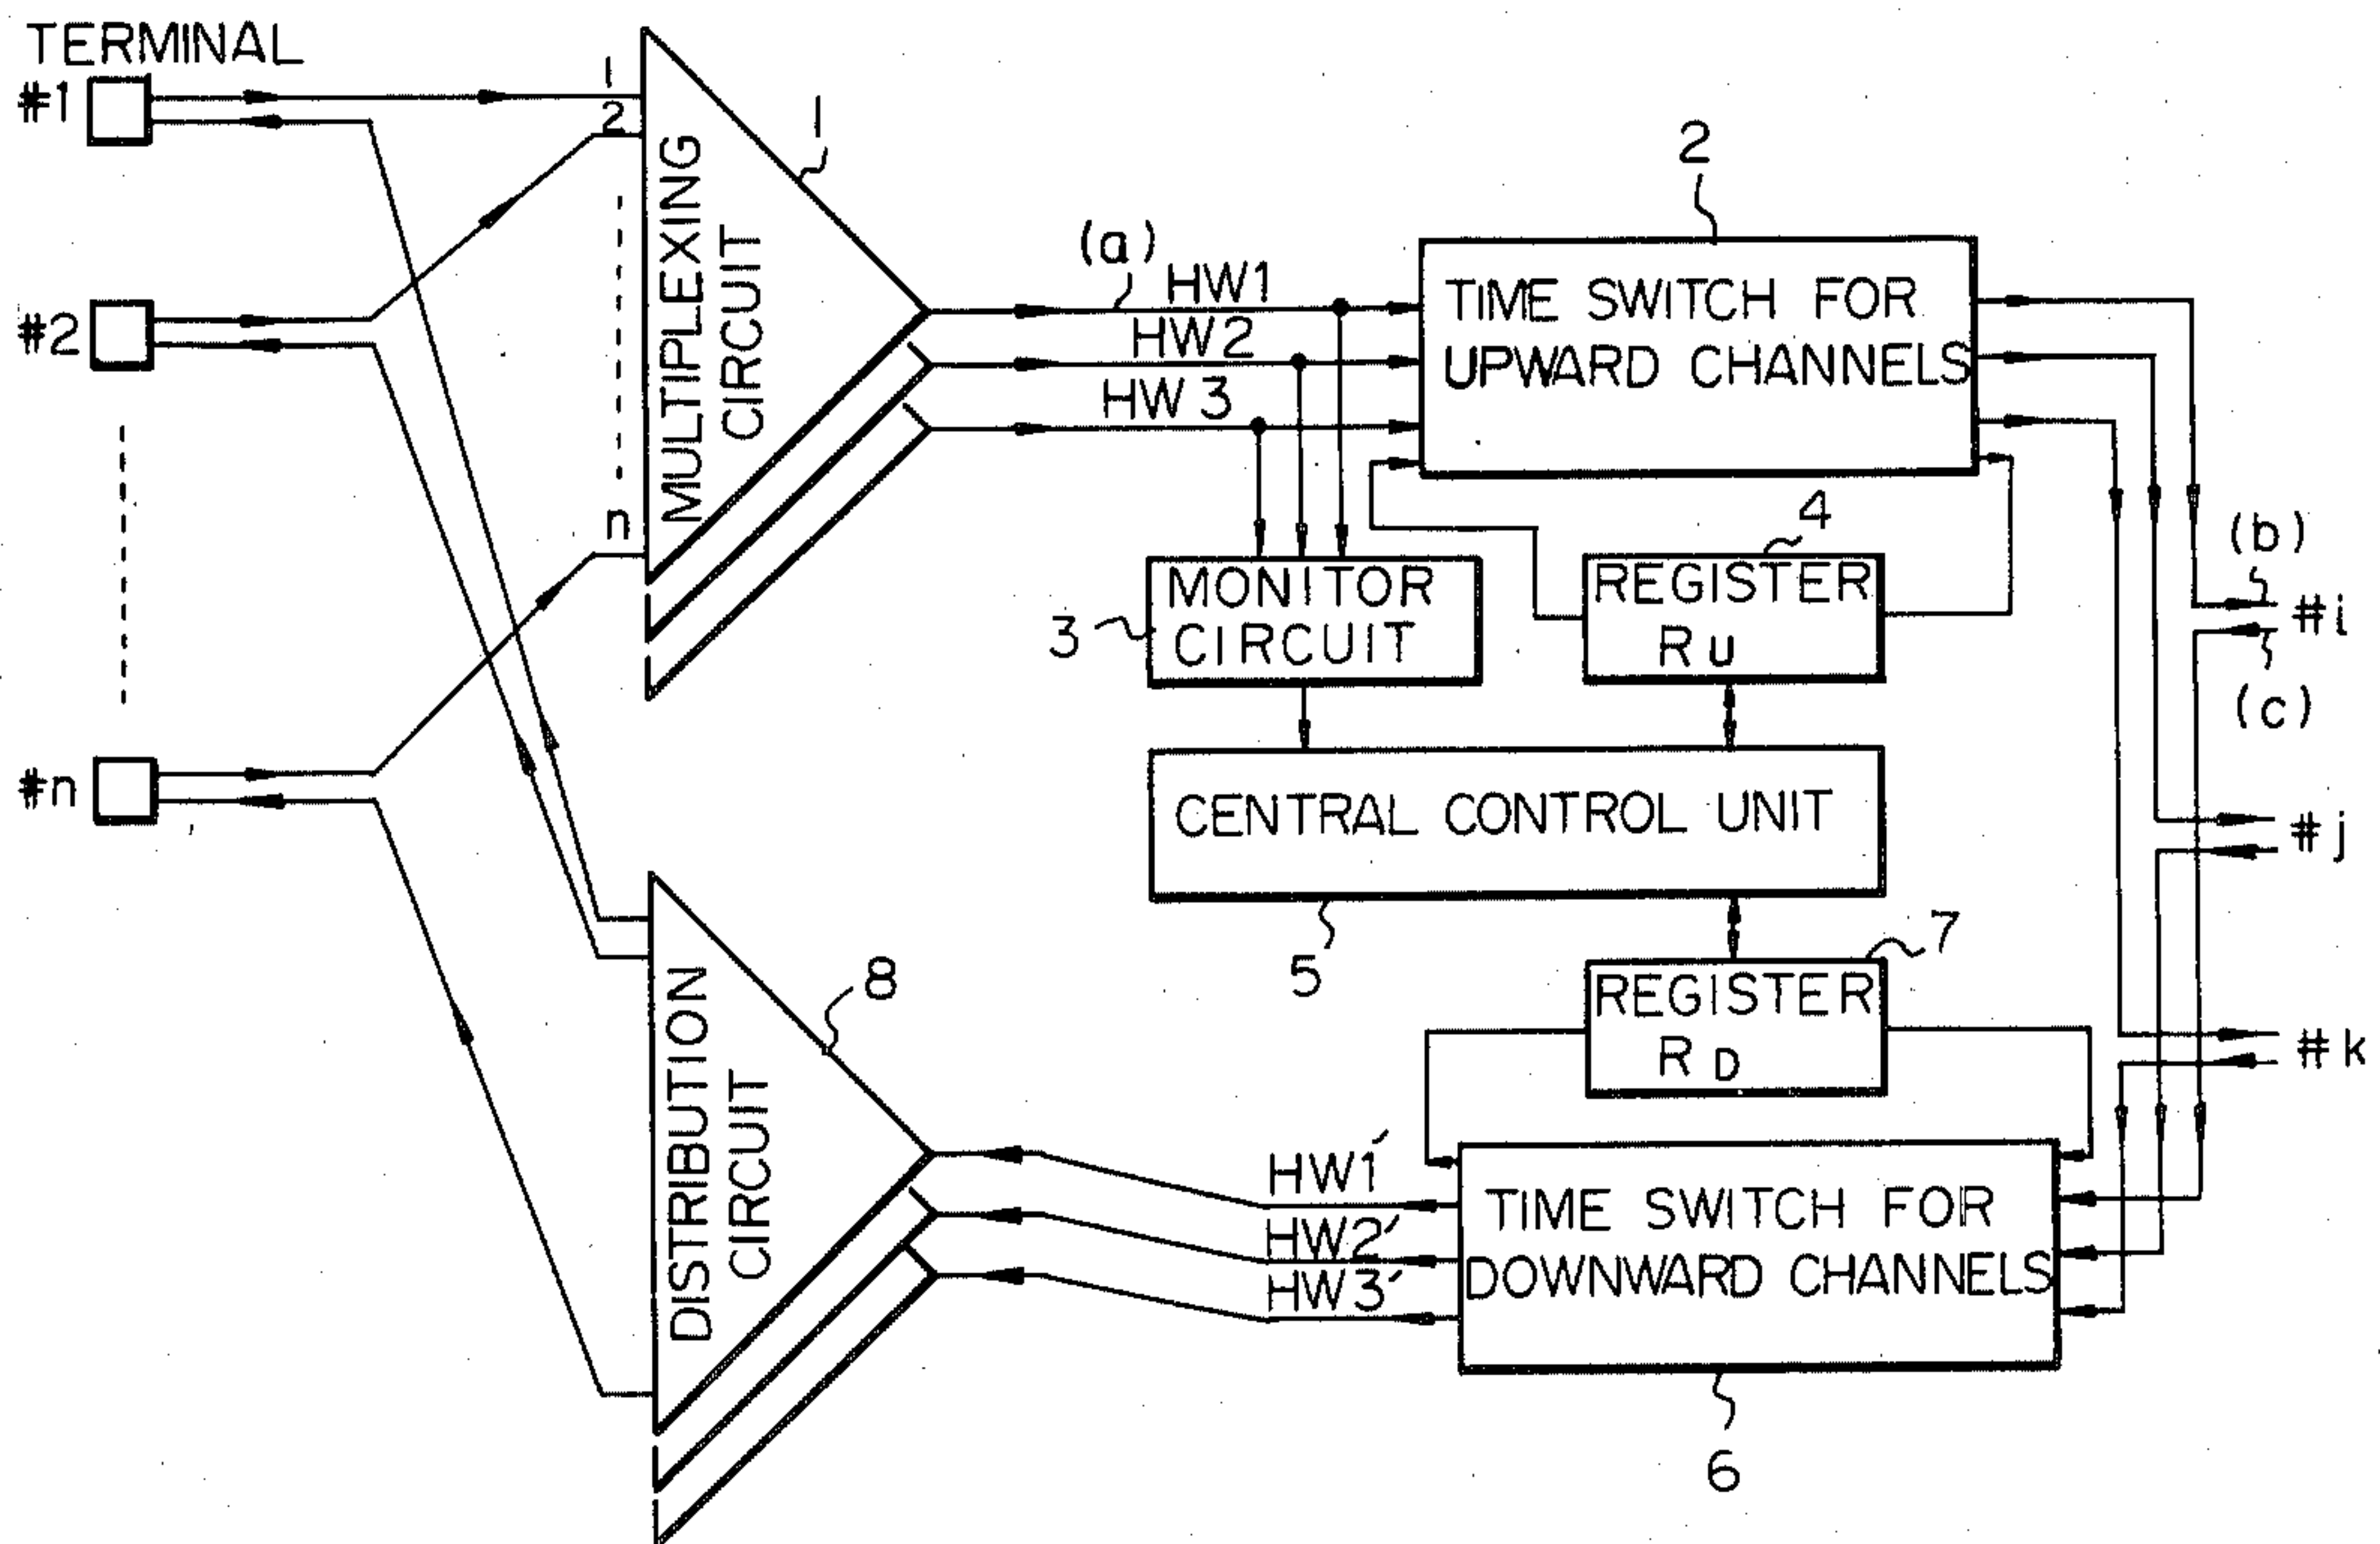 TERMINAL
#1
#2
#n
1
2
n
MULTIPLEXING
CIRCUIT
1
(a)
HW1
HW2
HW3
2
TIME SWITCH FOR
UPWARD CHANNELS
3
MONITOR
CIRCUIT
4
REGISTER
RU
(b)
#i
(c)
CENTRAL CONTROL UNIT
5
#j
7
REGISTER
RD
#k
8
DISTRIBUTION
CIRCUIT
HW1'
HW2'
HW3'
TIME SWITCH FOR
DOWNWARD CHANNELS
6